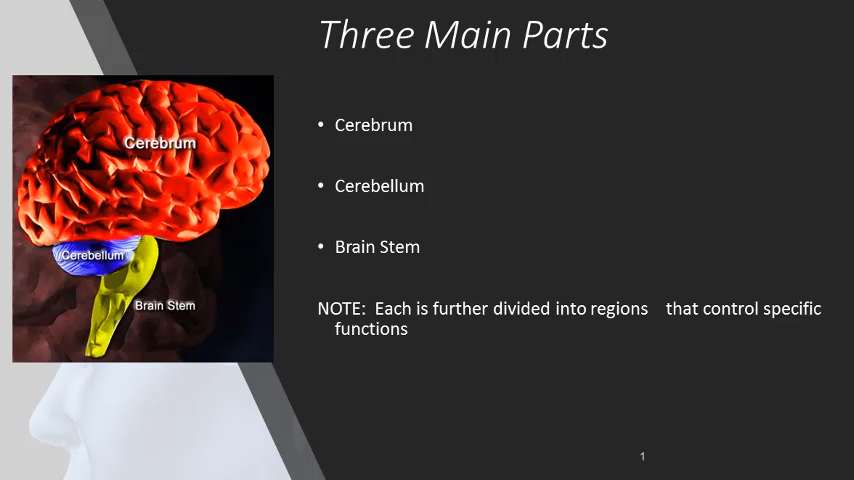 Three Main Parts
Cerebrum
Cerebellum
Brain Stem
• Cerebrum
• Cerebellum
• Brain Stem
NOTE: Each is further divided into regions that control specific
functions
1